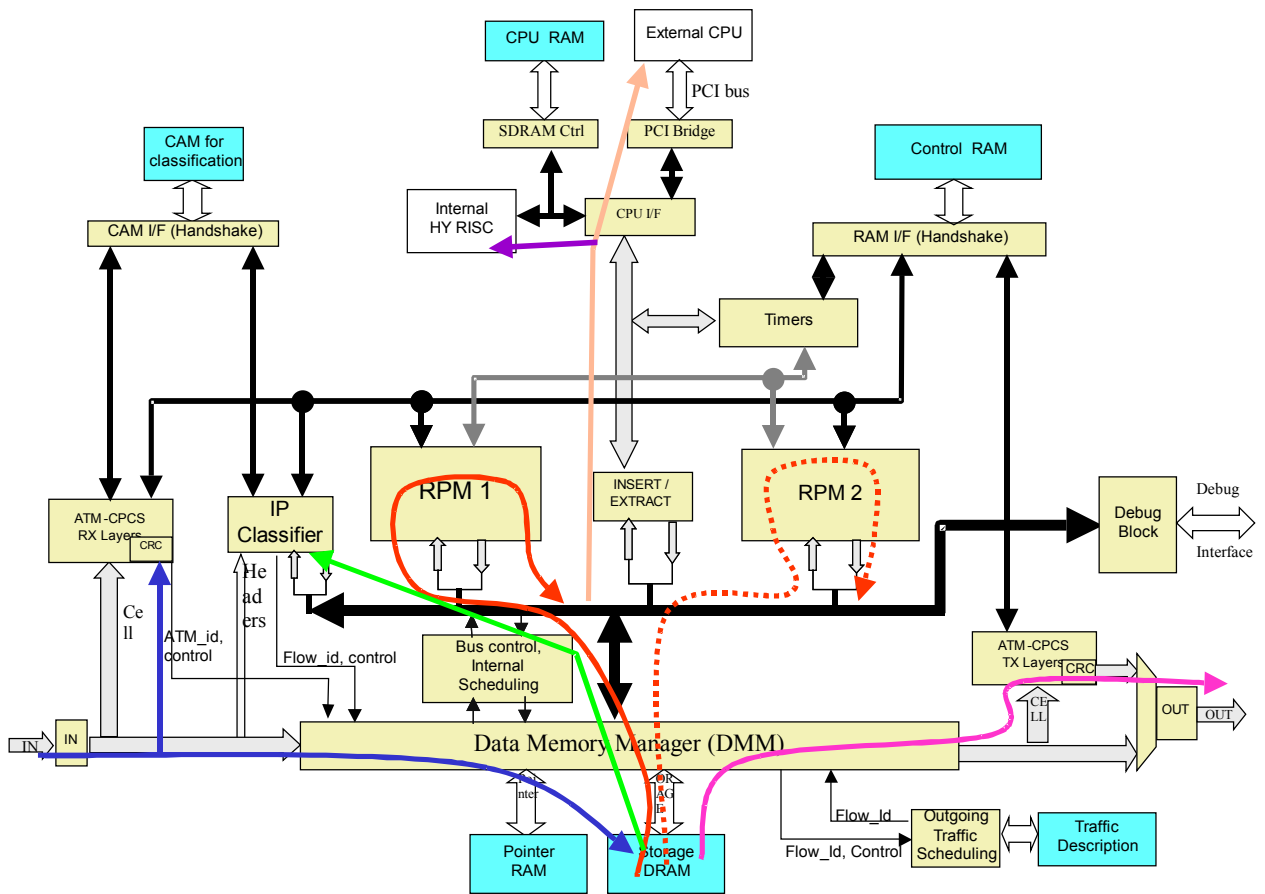 CPU RAM
External CPU
PCI bus
SDRAM Ctrl
PCI Bridge
CAM for
classification
Control RAM
Internal
HY RISC
CPU I/F
CAM I/F (Handshake)
RAM I/F (Handshake)
Timers
RPM 1
INSERT /
EXTRACT
RPM 2
IP
Classifier
ATM -CPCS
RX Layers
CRC
Debug
Block
Debug
Interface
He
ad
ers
Ce
ll
ATM_id,
control
Flow_id, control
Bus control,
Internal
Scheduling
ATM-CPCS
TX Layers
CRC
CE
LL
IN
IN
OUT
OUT
Data Memory Manager (DMM)
nter
AG
Flow_Id
Flow_Id, Control
Outgoing
Traffic
Scheduling
Traffic
Description
Pointer
RAM
Storage
DRAM